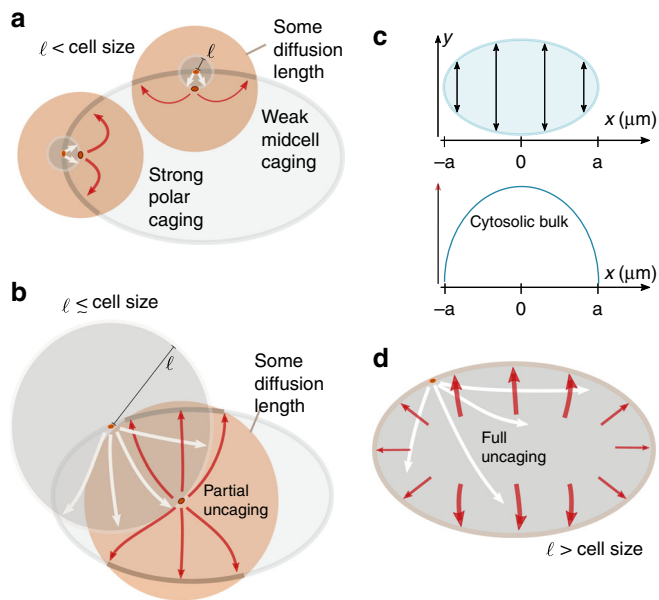 a
ℓ < cell size
Some
diffusion
length
ℓ
Weak
midcell
caging
Strong
polar
caging
b
ℓ ≲ cell size
ℓ
Some
diffusion
length
Partial
uncaging
c
y
x (μm)
–a 0 a
Cytosolic bulk
x (μm)
–a 0 a
d
Full
uncaging
ℓ > cell size